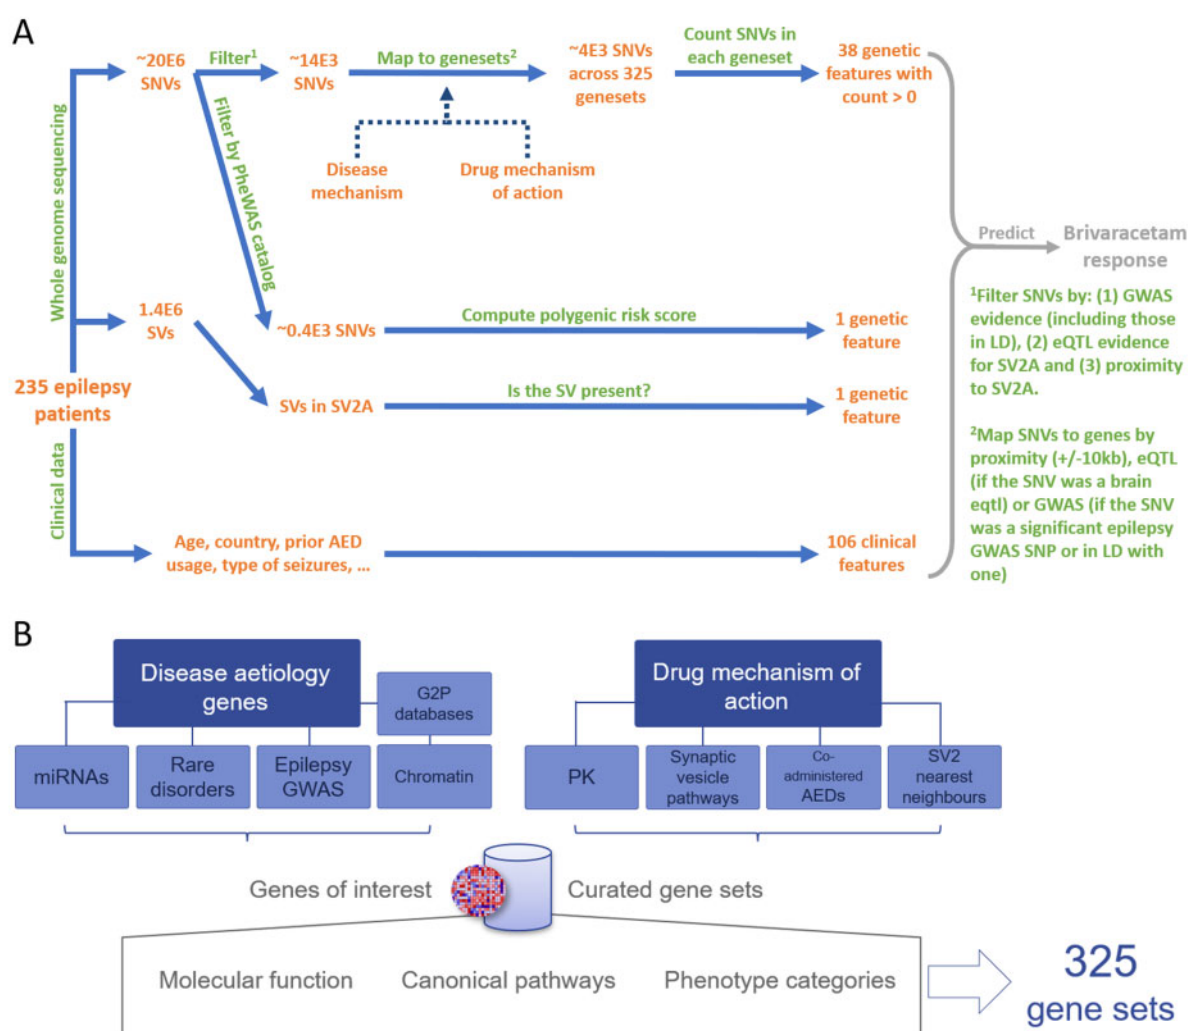 A
~20E6
SNVs
Filter1
~14E3
SNVs
Map to genesets2
~4E3 SNVs
across 325
genesets
Count SNVs in
each geneset
38 genetic
features with
count > 0
Whole genome sequencing
Filter by PheWAS catalog
Disease
mechanism
Drug mechanism
of action
Predict
Brivaracetam
response
1.4E6
SVs
~0.4E3 SNVs
Compute polygenic risk score
1 genetic
feature
235 epilepsy
patients
SVs in SV2A
Is the SV present?
1 genetic
feature
Clinical data
Age, country, prior AED
usage, type of seizures, ...
106 clinical
features
1Filter SNVs by: (1) GWAS
evidence (including those
in LD), (2) eQTL evidence
for SV2A and (3) proximity
to SV2A.
2Map SNVs to genes by
proximity (+/-10kb), eQTL
(if the SNV was a brain
eqtl) or GWAS (if the SNV
was a significant epilepsy
GWAS SNP or in LD with
one)
B
Disease aetiology
genes
G2P
databases
miRNAs
Rare
disorders
Epilepsy
GWAS
Chromatin
Drug mechanism of
action
PK
Synaptic
vesicle
pathways
Co-
administered
AEDs
SV2
nearest
neighbours
Genes of interest
Curated gene sets
Molecular function
Canonical pathways
Phenotype categories
325
gene sets